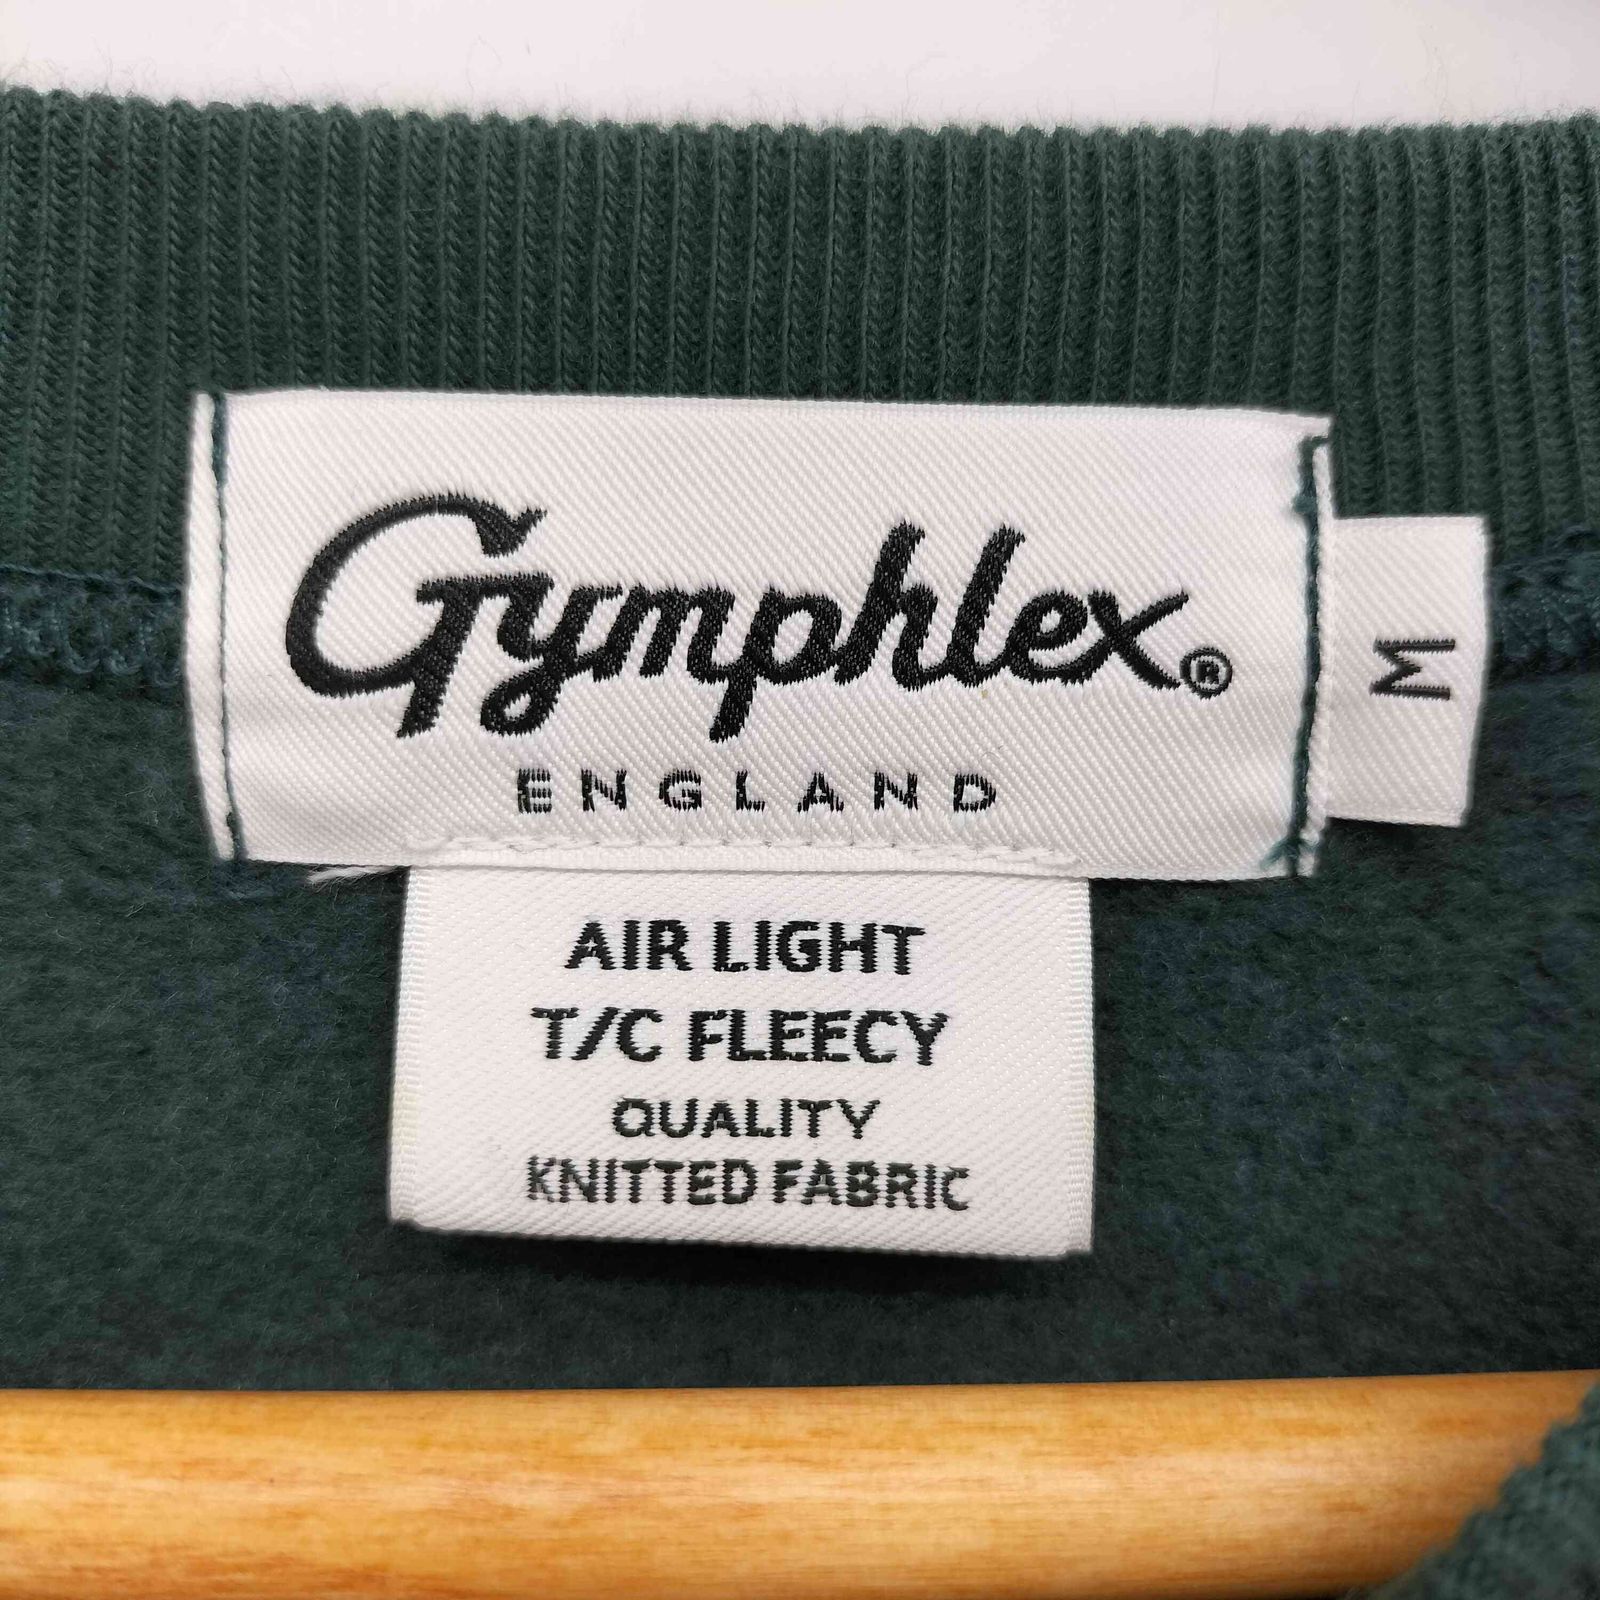 Gymphlex®
ENGLAND
M
AIR LIGHT
T/C FLEECY
QUALITY
KNITTED FABRIC